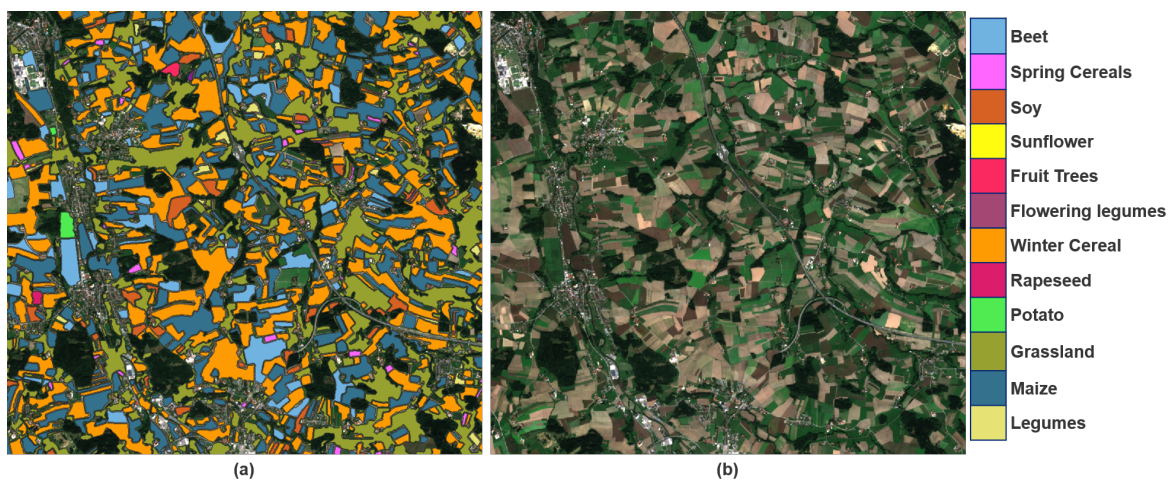 Beet
Spring Cereals
Soy
Sunflower
Fruit Trees
Flowering legumes
Winter Cereal
Rapeseed
Potato
Grassland
Maize
Legumes
(a)
(b)